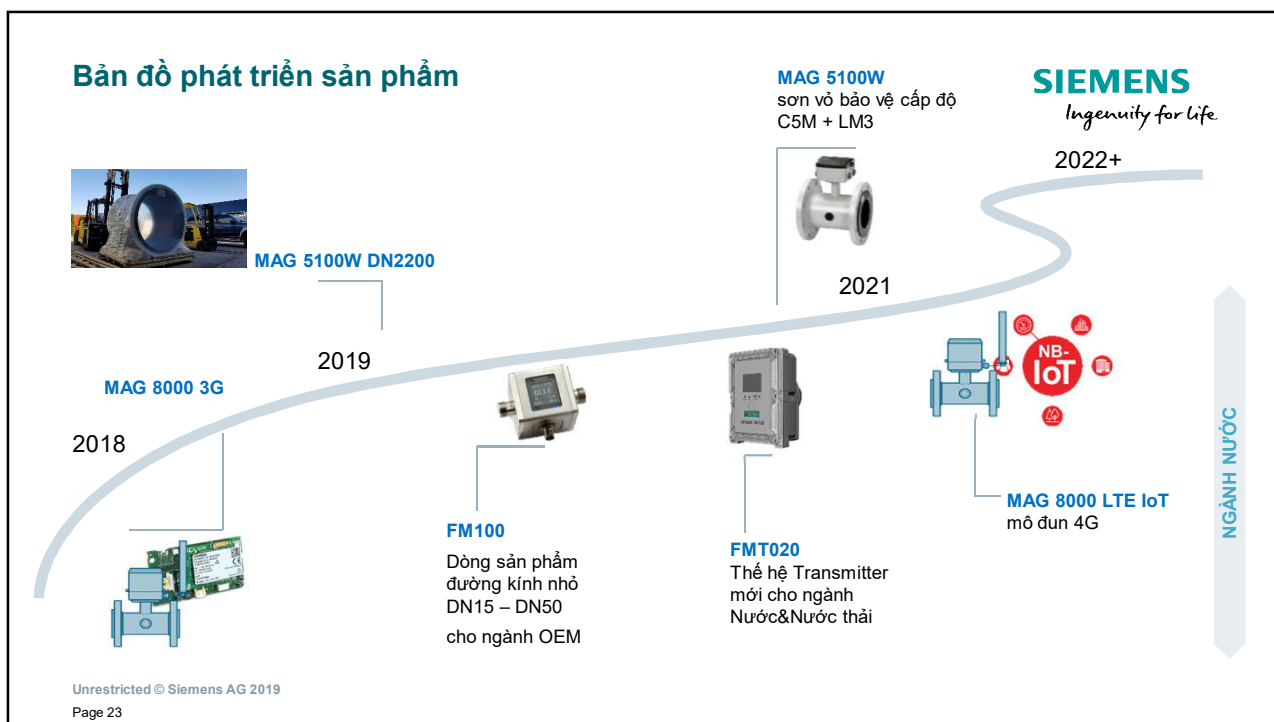 Bản đồ phát triển sản phẩm
SIEMENS
Ingenuity for life
MAG 5100W
sơn vỏ bảo vệ cấp độ
C5M + LM3
2022+
MAG 5100W DN2200
2021
2019
MAG 8000 3G
2018
NB-
IoT
NGÀNH NƯỚC
FM100
Dòng sản phẩm
đường kính nhỏ
DN15 – DN50
cho ngành OEM
FMT020
Thế hệ Transmitter
mới cho ngành
Nước&Nước thải
MAG 8000 LTE IoT
mô đun 4G
Unrestricted © Siemens AG 2019
Page 23